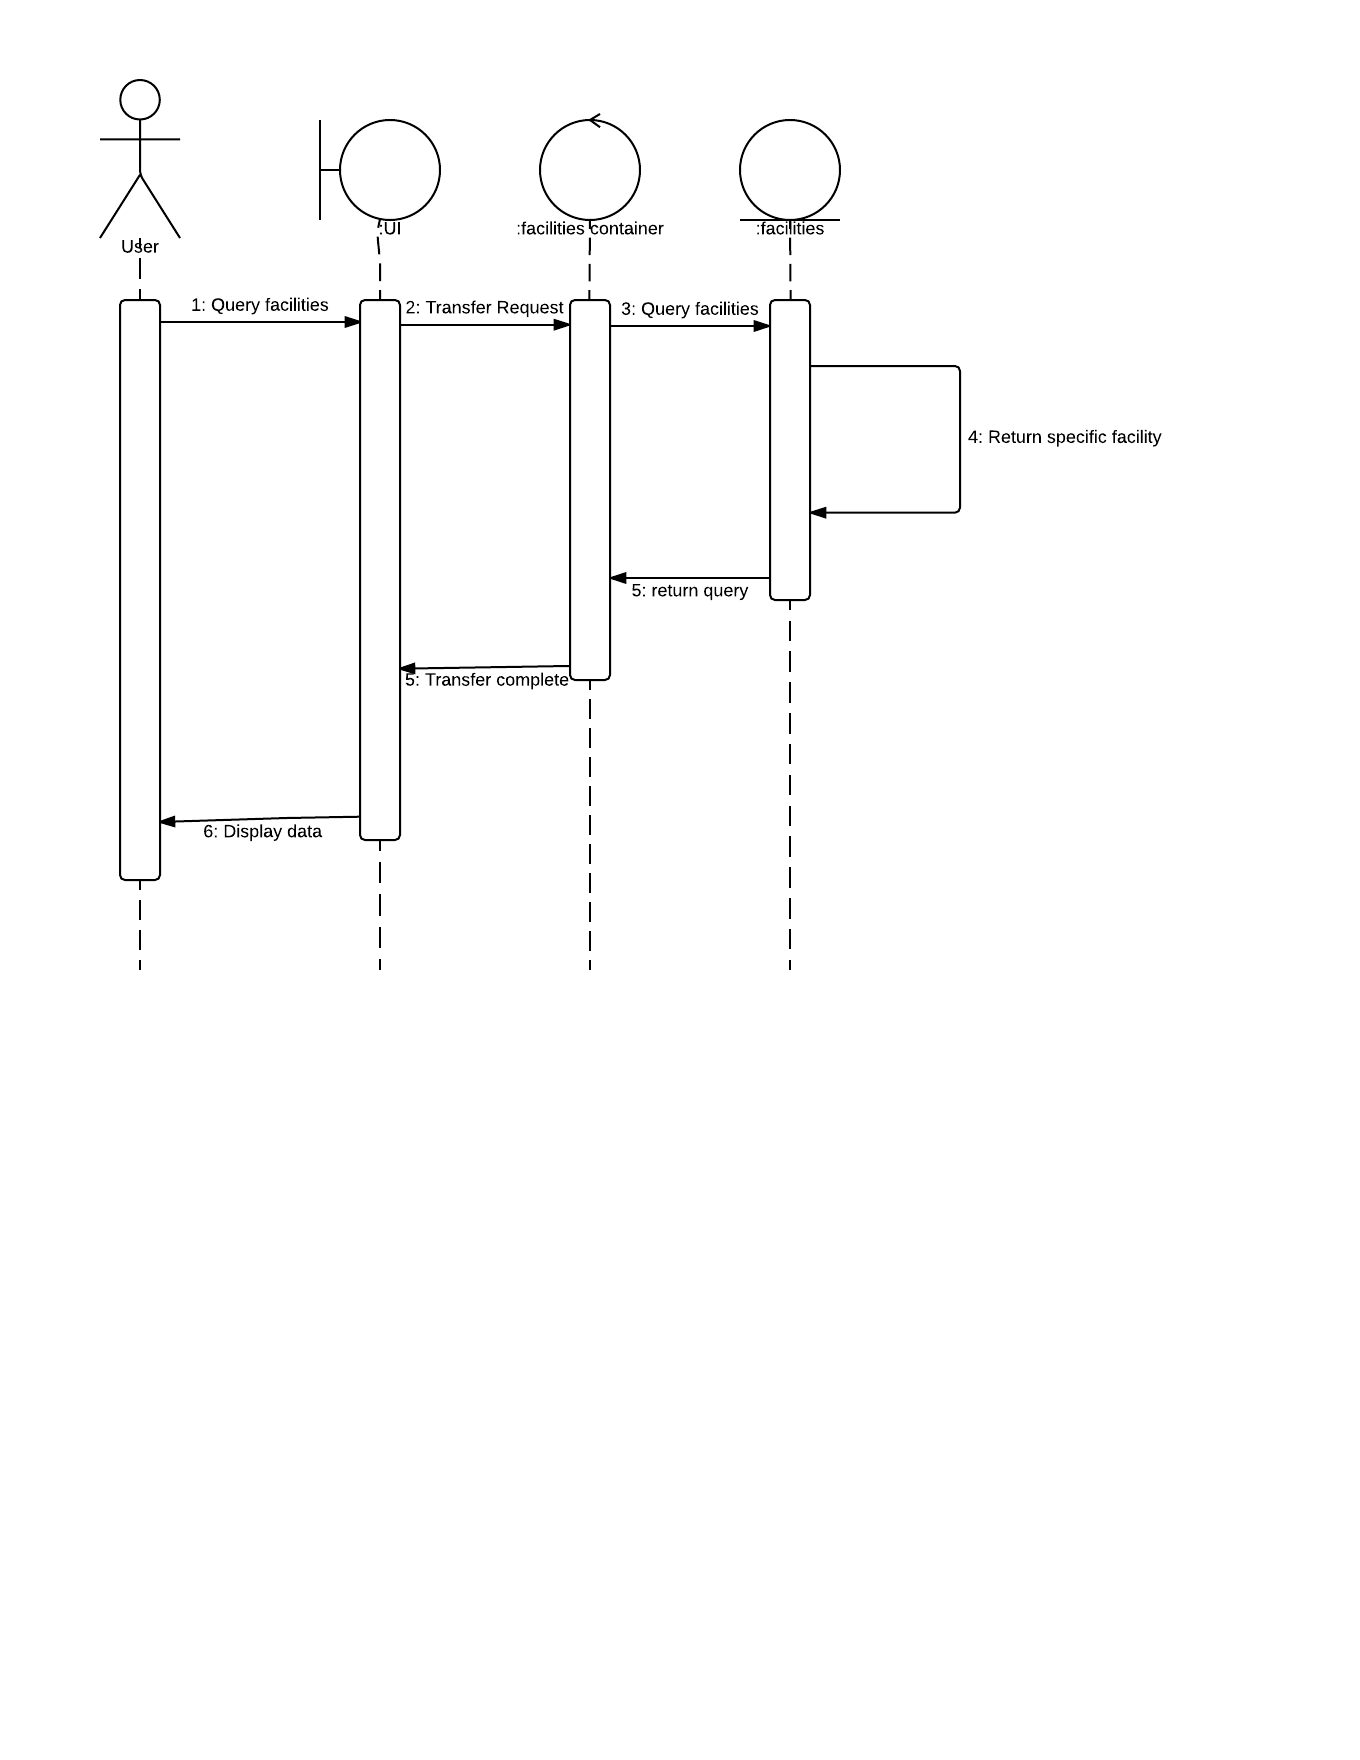 User
:UI
:facilities container
:facilities
1: Query facilities
2: Transfer Request
3: Query facilities
4: Return specific facility
5: return query
5: Transfer complete
6: Display data